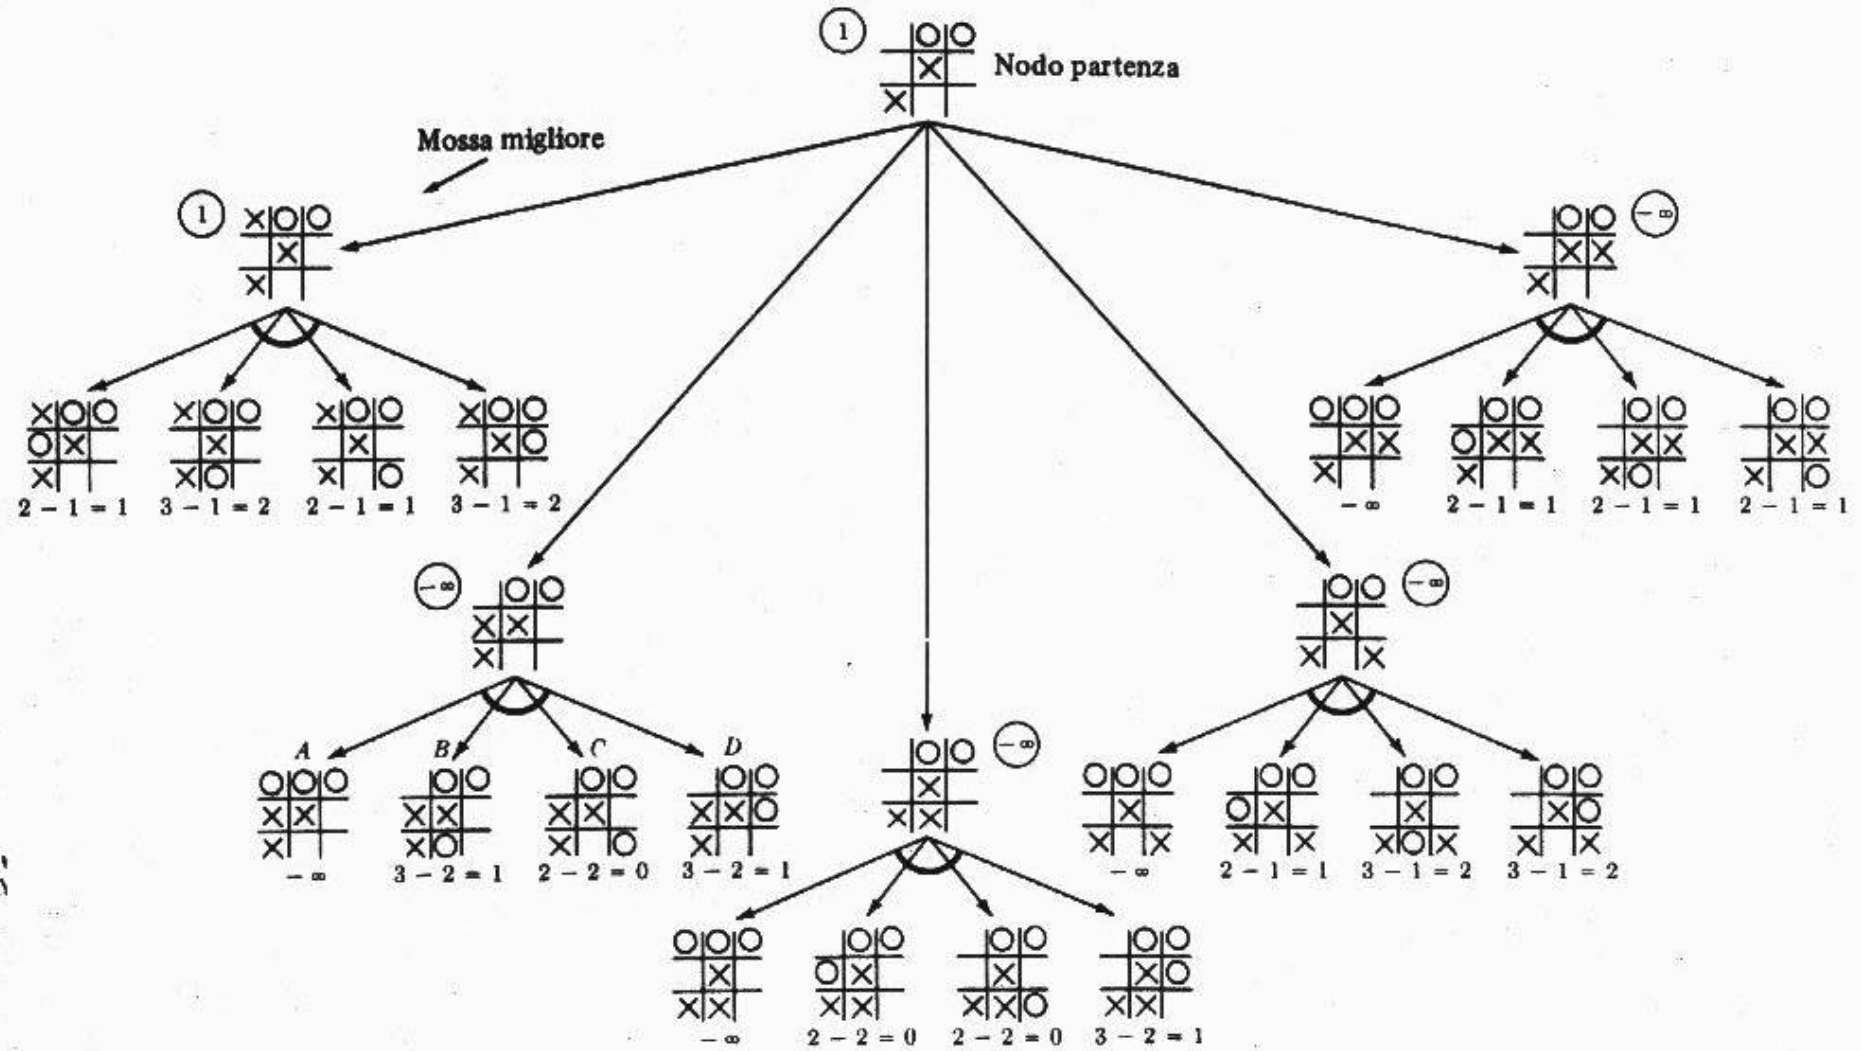 1
Nodo partenza
Mossa migliore
1
- ∞
2 - 1 = 1
3 - 1 = 2
2 - 1 = 1
3 - 1 = 2
- ∞
2 - 1 = 1
2 - 1 = 1
2 - 1 = 1
- ∞
- ∞
A
B
C
D
- ∞
- ∞
3 - 2 = 1
2 - 2 = 0
3 - 2 = 1
- ∞
2 - 1 = 1
3 - 1 = 2
3 - 1 = 2
- ∞
2 - 2 = 0
2 - 2 = 0
3 - 2 = 1